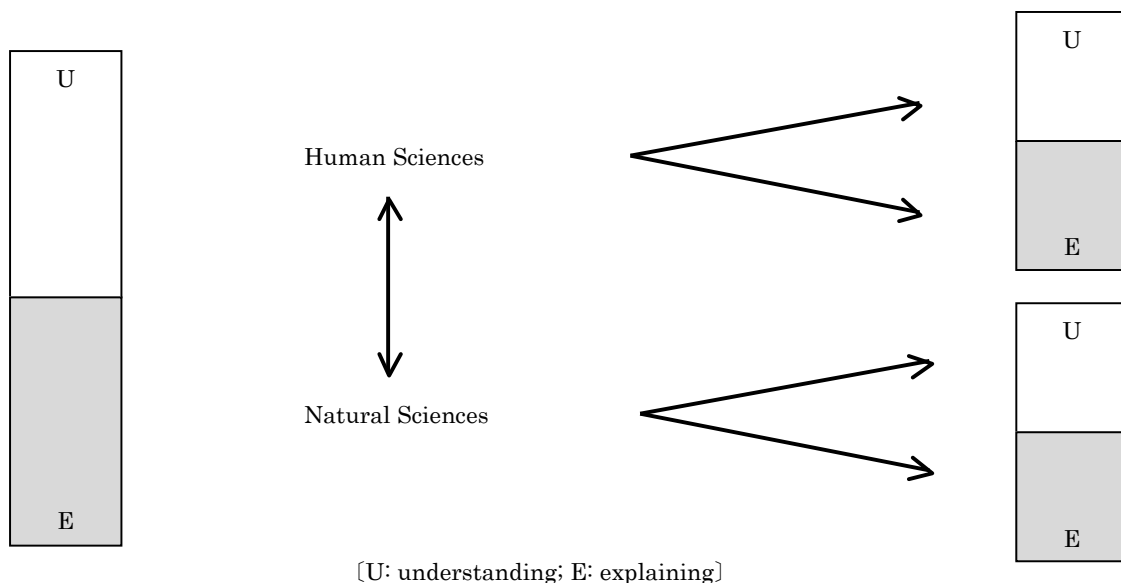 U
U
Human Sciences
E
U
Natural Sciences
E
E
〔U: understanding; E: explaining〕